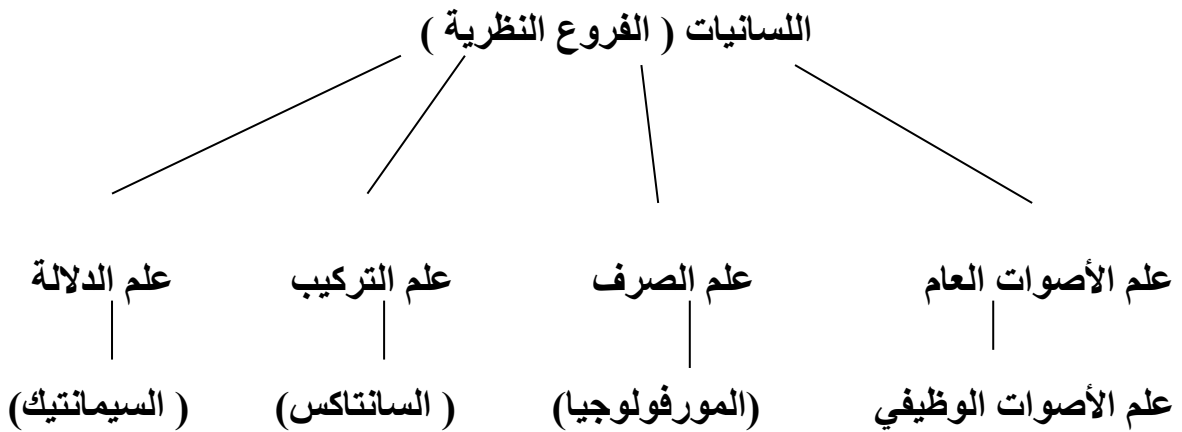 اللسانيات ( الفروع النظرية )
علم الأصوات العام علم الصرف علم التركيب علم الدلالة
علم الأصوات الوظيفي (المورفولوجيا) ( السانتاكس) ( السيمانتيك)